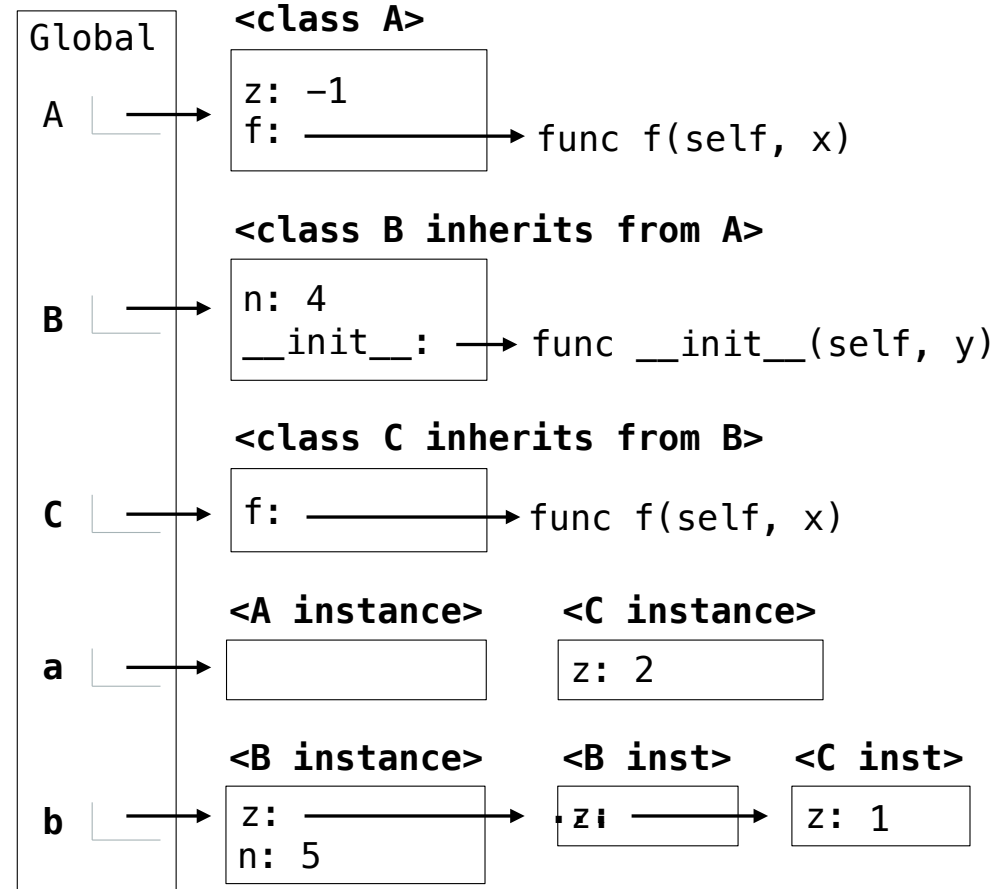 Global
<class A>
A
z: −1
f:
func f(self, x)
<class B inherits from A>
B
n: 4
__init__:
func __init__(self, y)
<class C inherits from B>
C
f:
func f(self, x)
<A instance>
<C instance>
a
z: 2
<B instance>
<B inst>
<C inst>
b
z:
n: 5
...
z:
z: 1